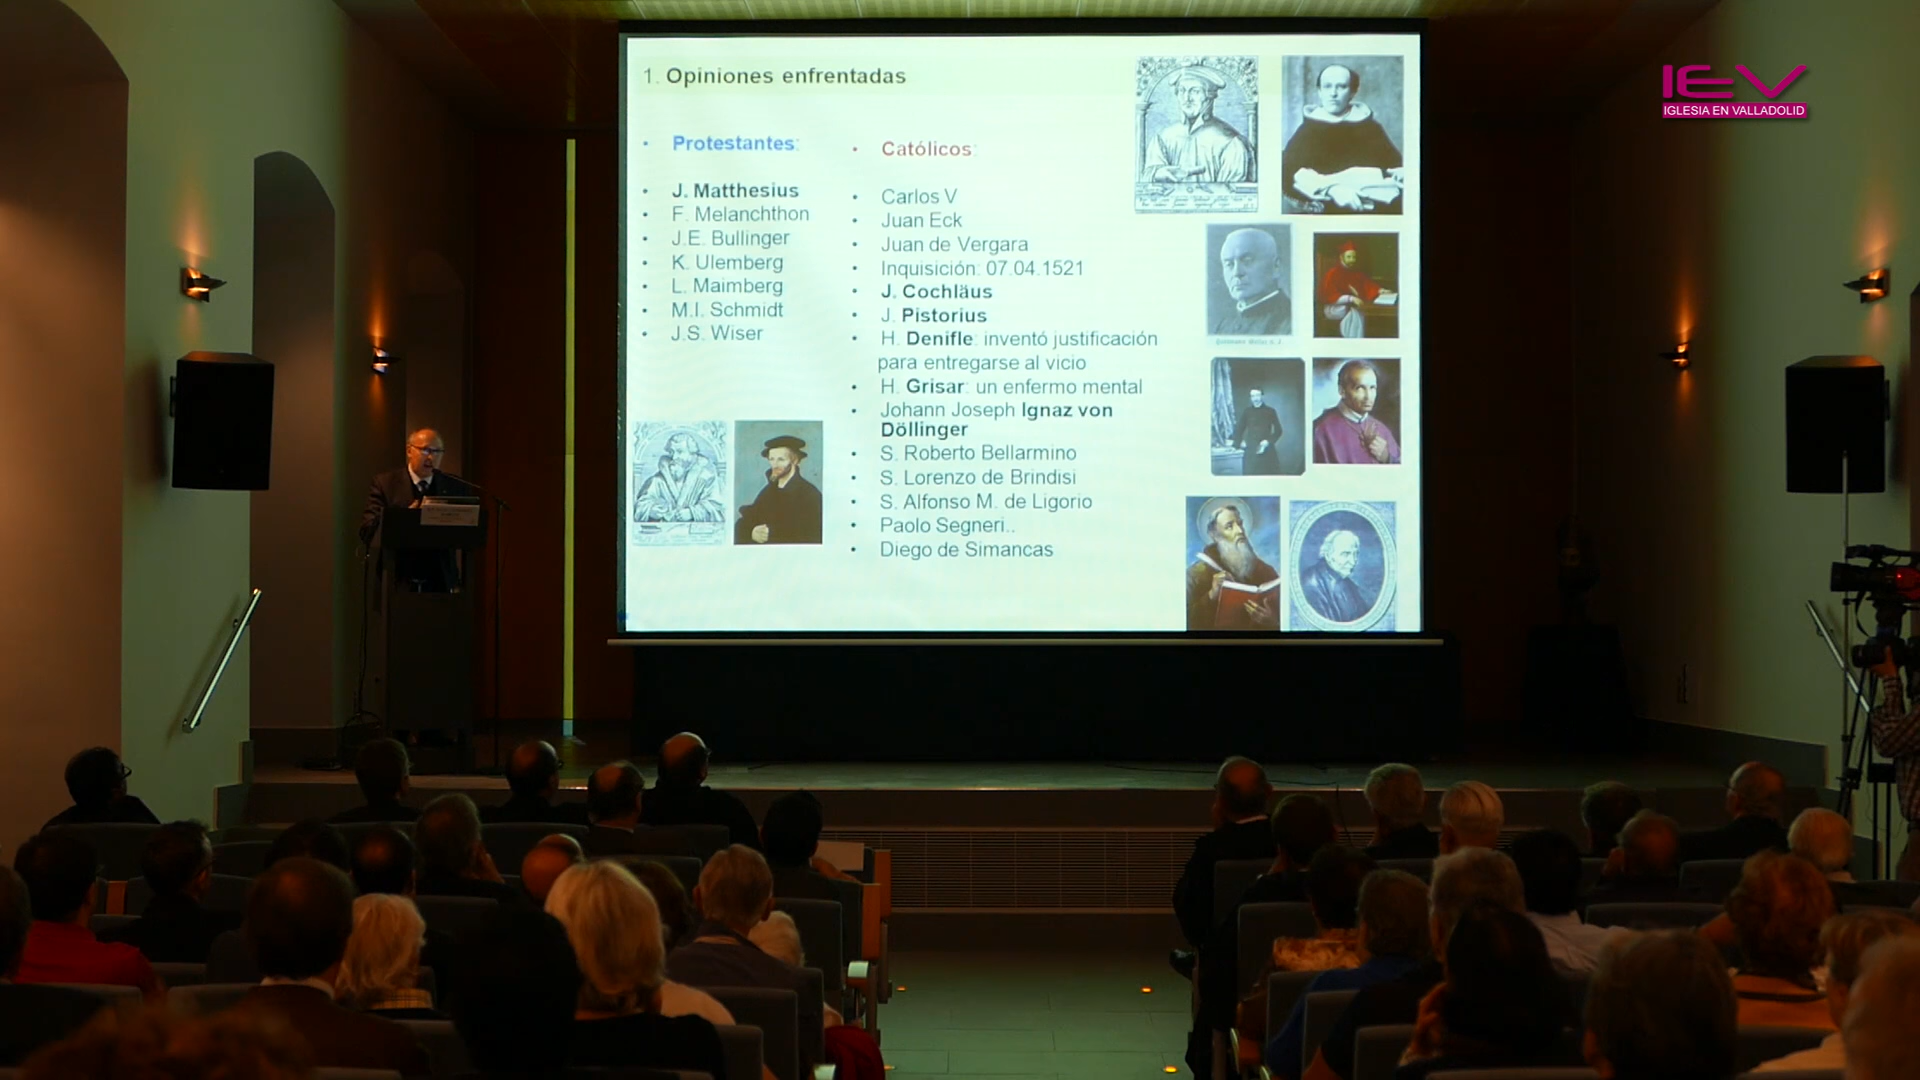 1. Opiniones enfrentadas
• Protestantes:
• J. Matthesius
• F. Melanchthon
• J.E. Bullinger
• K. Ulemberg
• L. Maimberg
• M.I. Schmidt
• J.S. Wiser
• Católicos:
• Carlos V
• Juan Eck
• Juan de Vergara
• Inquisición: 07.04.1521
• J. Cochläus
• J. Pistorius
• H. Denifle: inventó justificación
para entregarse al vicio
• H. Grisar: un enfermo mental
• Johann Joseph Ignaz von
Döllinger
• S. Roberto Bellarmino
• S. Lorenzo de Brindisi
• S. Alfonso M. de Ligorio
• Paolo Segneri..
• Diego de Simancas
IEV
IGLESIA EN VALLADOLID